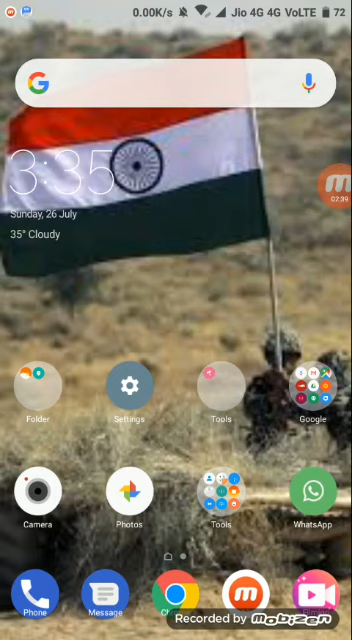 0.00K/s Jio 4G 4G VoLTE 72
3:35
02:39
Sunday, 26 July
35° Cloudy
Folder
Settings
Tools
Google
Camera
Photos
Tools
WhatsApp
Phone
Message
Recorded by mobizen